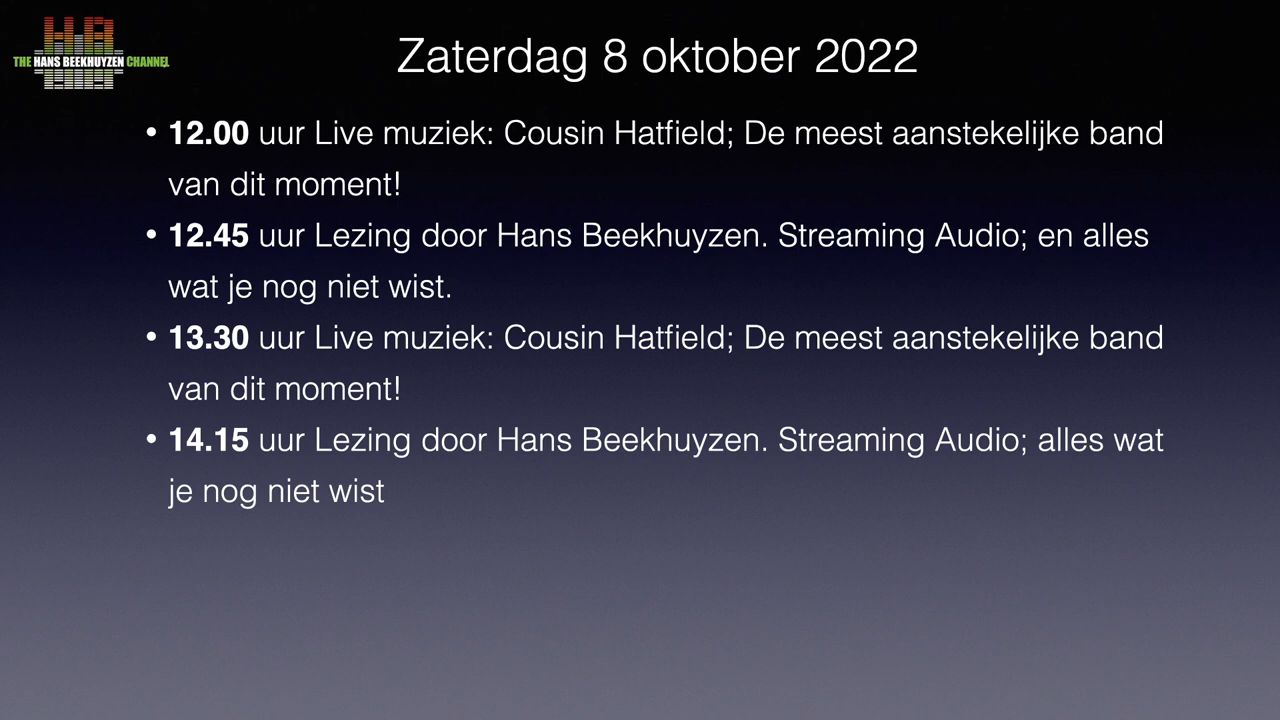 THE HANS BEEKHUYZEN CHANNEL
Zaterdag 8 oktober 2022
• 12.00 uur Live muziek: Cousin Hatfield; De meest aanstekelijke band
van dit moment!
• 12.45 uur Lezing door Hans Beekhuyzen. Streaming Audio; en alles
wat je nog niet wist.
• 13.30 uur Live muziek: Cousin Hatfield; De meest aanstekelijke band
van dit moment!
• 14.15 uur Lezing door Hans Beekhuyzen. Streaming Audio; alles wat
je nog niet wist